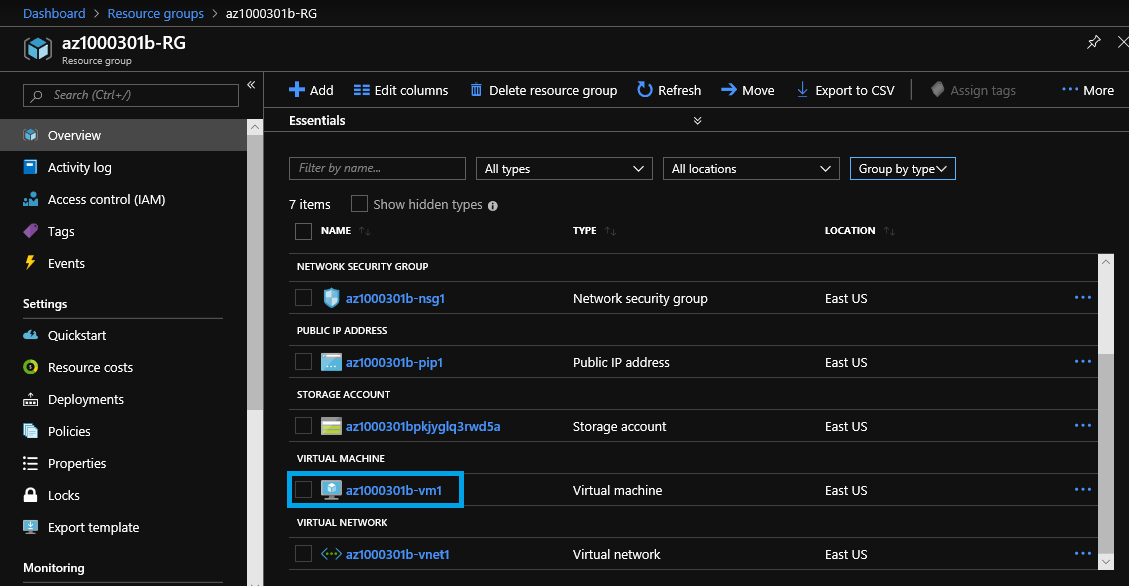 Dashboard > Resource groups > az1000301b-RG
az1000301b-RG
Resource group
Search (Ctrl+/)
«
Overview
Activity log
Access control (IAM)
Tags
Events
Settings
Quickstart
Resource costs
Deployments
Policies
Properties
Locks
Export template
Monitoring
Add Edit columns Delete resource group Refresh Move Export to CSV Assign tags ... More
Essentials
Filter by name... All types All locations Group by type
7 items Show hidden types
NAME TYPE LOCATION
NETWORK SECURITY GROUP
az1000301b-nsg1 Network security group East US
PUBLIC IP ADDRESS
az1000301b-pip1 Public IP address East US
STORAGE ACCOUNT
az1000301bpkjyglq3rwd5a Storage account East US
VIRTUAL MACHINE
az1000301b-vm1 Virtual machine East US
VIRTUAL NETWORK
az1000301b-vnet1 Virtual network East US